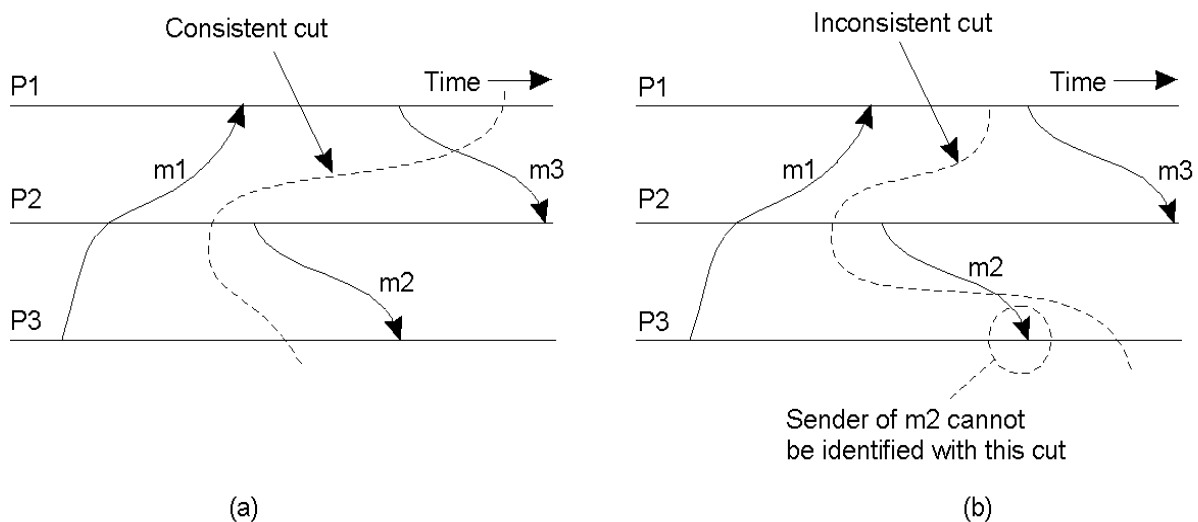 Consistent cut
Time
P1
m1
m3
P2
m2
P3
(a)
Inconsistent cut
Time
P1
m1
m3
P2
m2
P3
Sender of m2 cannot
be identified with this cut
(b)